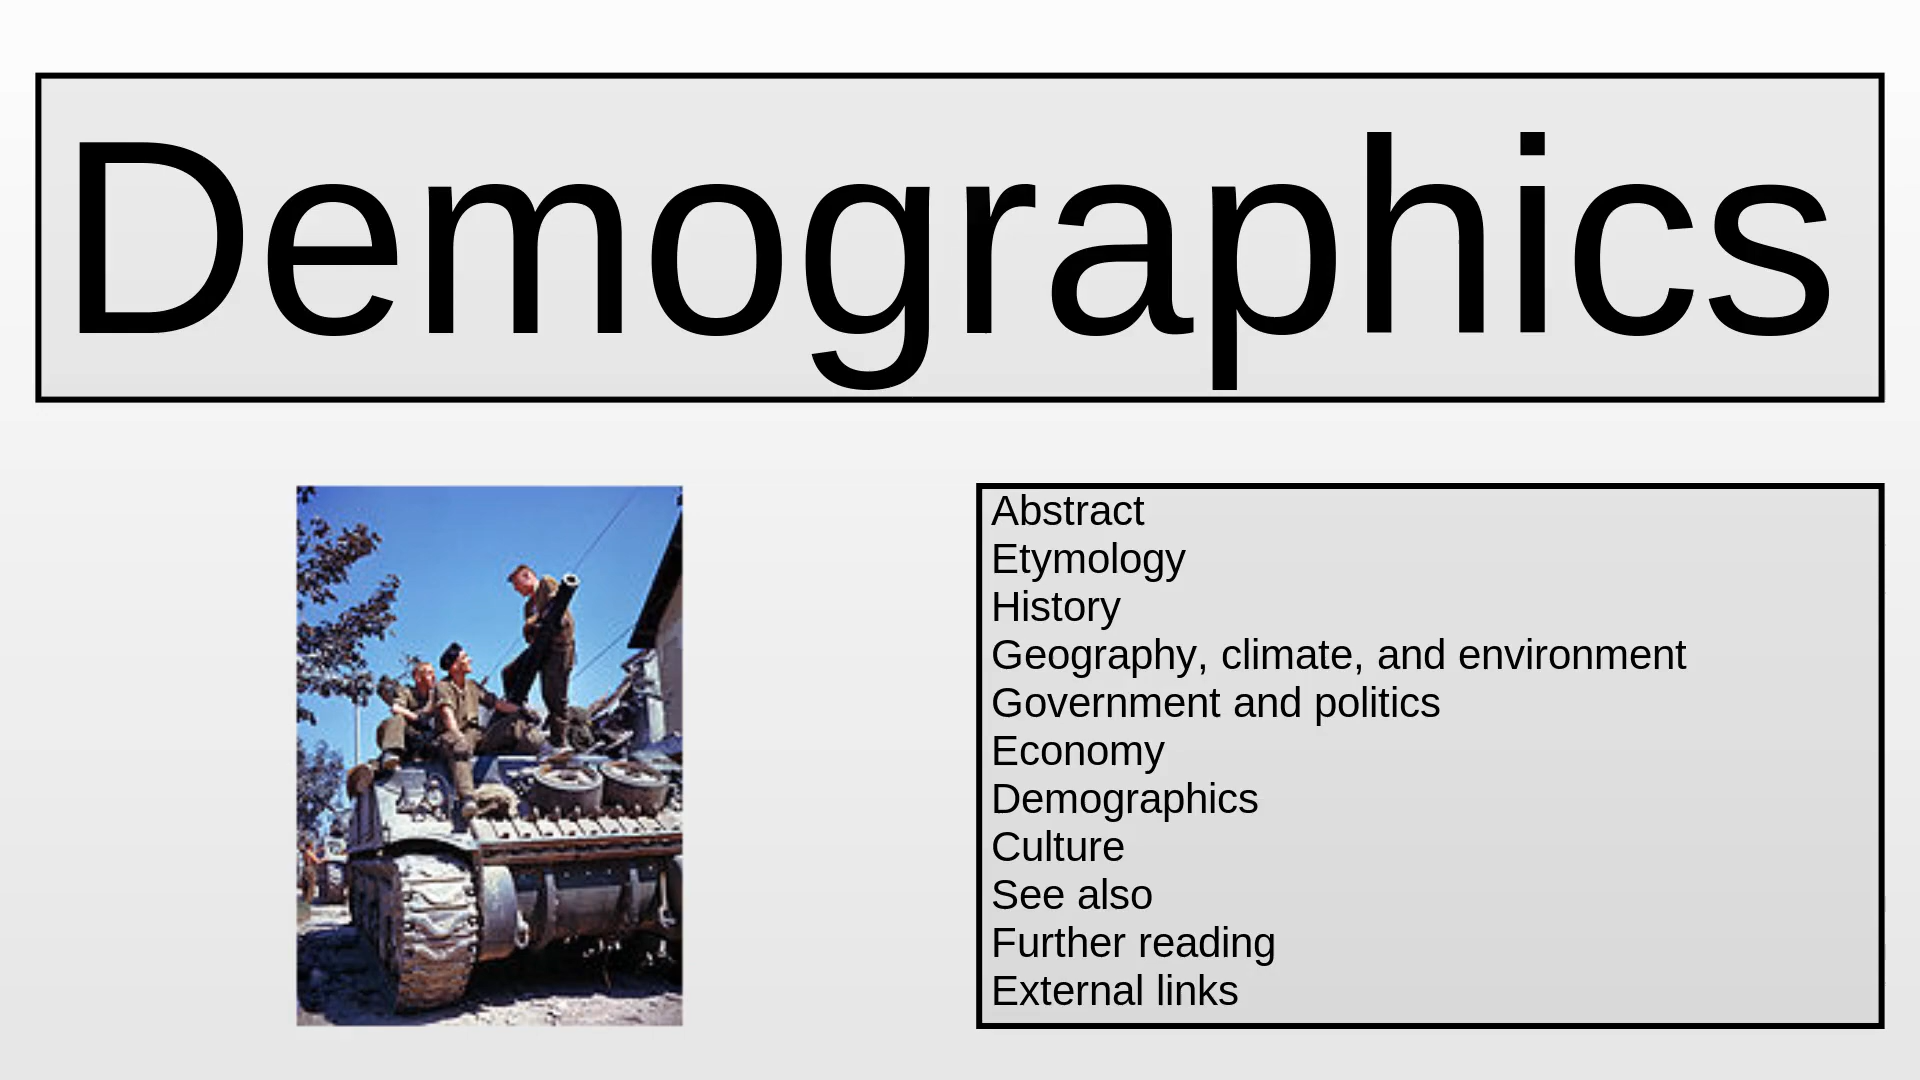 Demographics
Abstract
Etymology
History
Geography, climate, and environment
Government and politics
Economy
Demographics
Culture
See also
Further reading
External links